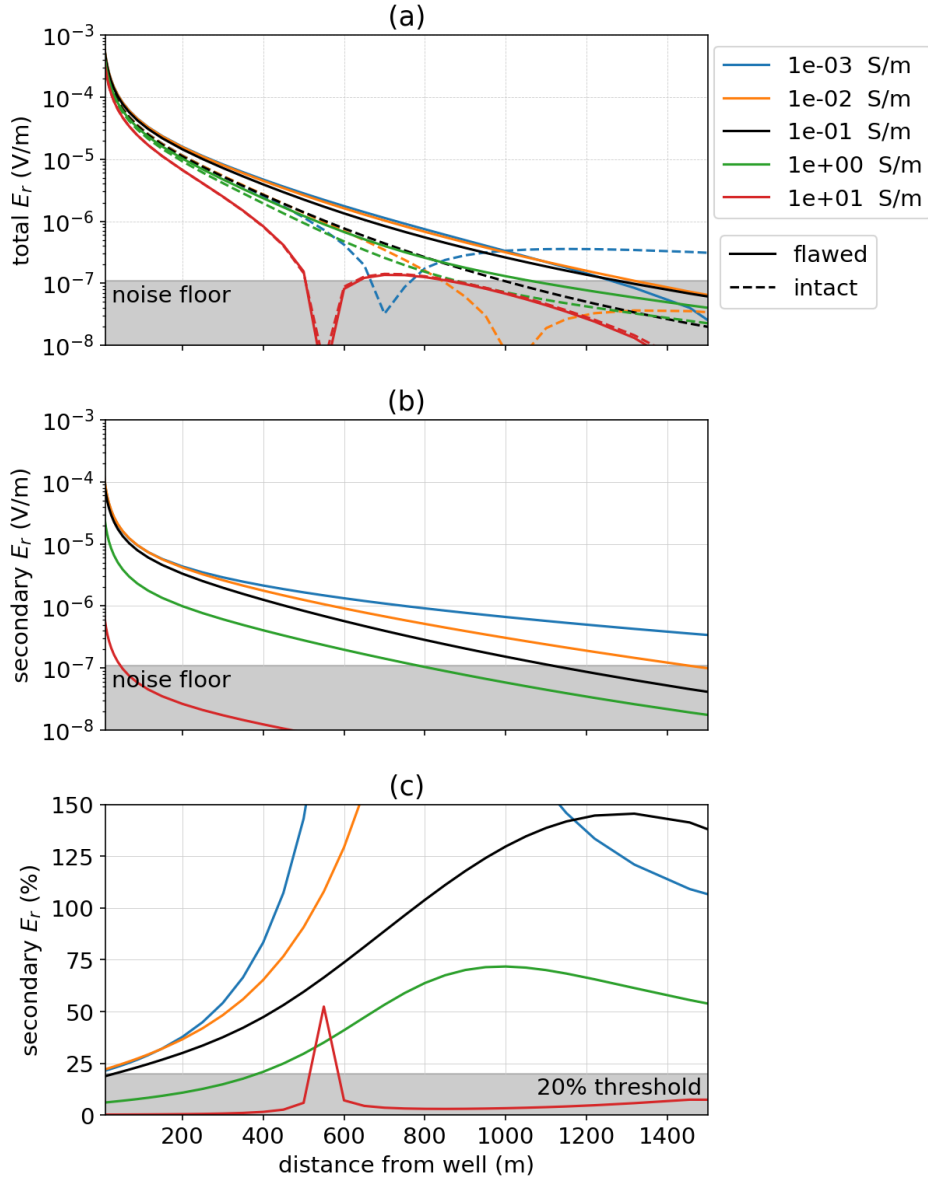 (a)
10⁻³
10⁻⁴
10⁻⁵
10⁻⁶
10⁻⁷
10⁻⁸
total Eᵣ (V/m)
noise floor
1e-03 S/m
1e-02 S/m
1e-01 S/m
1e+00 S/m
1e+01 S/m
flawed
intact
(b)
10⁻³
10⁻⁴
10⁻⁵
10⁻⁶
10⁻⁷
10⁻⁸
secondary Eᵣ (V/m)
noise floor
(c)
150
125
100
75
50
25
0
secondary Eᵣ (%)
20% threshold
200 400 600 800 1000 1200 1400
distance from well (m)